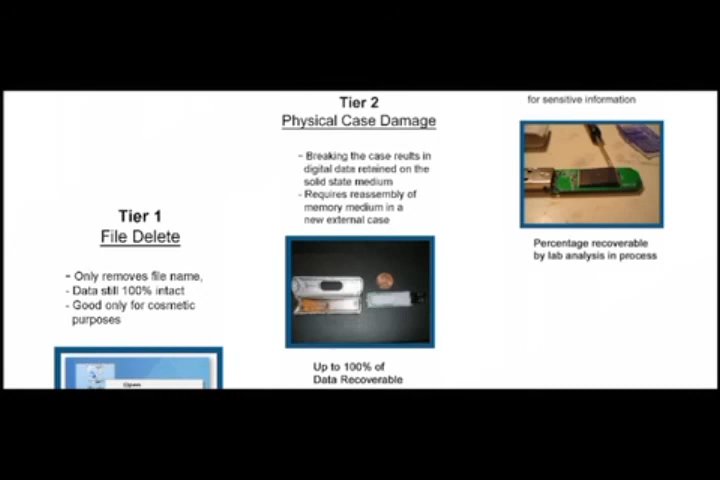 Tier 1
File Delete
- Only removes file name,
- Data still 100% intact
- Good only for cosmetic
purposes
Open
Tier 2
Physical Case Damage
- Breaking the case reults in
digital data retained on the
solid state medium
- Requires reassembly of
memory medium in a
new external case
Up to 100% of
Data Recoverable
for sensitive information
Percentage recoverable
by lab analysis in process